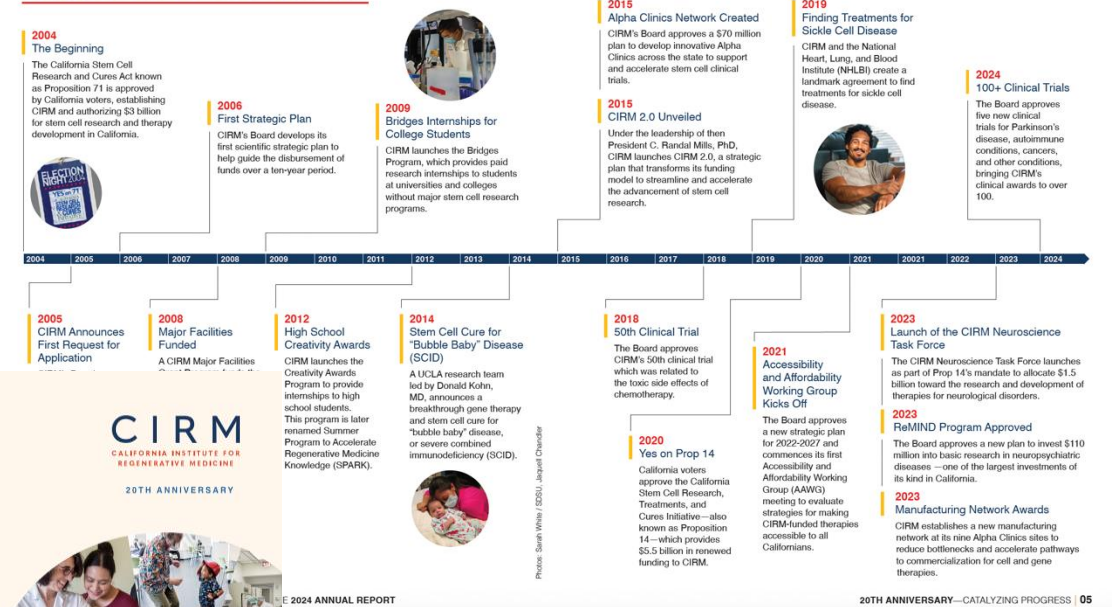 2004
The Beginning
The California Stem Cell
Research and Cures Act known
as Proposition 71 is approved
by California voters, establishing
CIRM and authorizing $3 billion
for stem cell research and therapy
development in California.
ELECTION
NIGHT 2004
YES on 71
STEM CELL
RESEARCH
CURES
2006
First Strategic Plan
CIRM's Board develops its
first scientific strategic plan to
help guide the disbursement of
funds over a ten-year period.
2009
Bridges Internships for
College Students
CIRM launches the Bridges
Program, which provides paid
research internships to students
at universities and colleges
without major stem cell research
programs.
2015
Alpha Clinics Network Created
CIRM's Board approves a $70 million
plan to develop innovative Alpha
Clinics across the state to support
and accelerate stem cell clinical
trials.
2015
CIRM 2.0 Unveiled
Under the leadership of then
President C. Randal Mills, PhD,
CIRM launches CIRM 2.0, a strategic
plan that transforms its funding
model to streamline and accelerate
the advancement of stem cell
research.
2019
Finding Treatments for
Sickle Cell Disease
CIRM and the National
Heart, Lung, and Blood
Institute (NHLBI) create a
landmark agreement to find
treatments for sickle cell
disease.
2024
100+ Clinical Trials
The Board approves
five new clinical
trials for Parkinson's
disease, autoimmune
conditions, cancers,
and other conditions,
bringing CIRM's
clinical awards to over
100.
2004 2005 2006 2007 2008 2009 2010 2011 2012 2013 2014 2015 2016 2017 2018 2019 2020 2021 20021 2022 2023 2024
2005
CIRM Announces
First Request for
Application
2008
Major Facilities
Funded
A CIRM Major Facilities
2012
High School
Creativity Awards
CIRM launches the
Creativity Awards
Program to provide
internships to high
school students.
This program is later
renamed Summer
Program to Accelerate
Regenerative Medicine
Knowledge (SPARK).
2014
Stem Cell Cure for
"Bubble Baby" Disease
(SCID)
A UCLA research team
led by Donald Kohn,
MD, announces a
breakthrough gene therapy
and stem cell cure for
"bubble baby" disease,
or severe combined
immunodeficiency (SCID).
Photos: Sarah White / SDSU, Jaquell Chandler
2018
50th Clinical Trial
The Board approves
CIRM's 50th clinical trial
which was related to
the toxic side effects of
chemotherapy.
2020
Yes on Prop 14
California voters
approve the California
Stem Cell Research,
Treatments, and
Cures Initiative—also
known as Proposition
14—which provides
$5.5 billion in renewed
funding to CIRM.
2021
Accessibility
and Affordability
Working Group
Kicks Off
The Board approves
a new strategic plan
for 2022-2027 and
commences its first
Accessibility and
Affordability Working
Group (AAWG)
meeting to evaluate
strategies for making
CIRM-funded therapies
accessible to all
Californians.
2023
Launch of the CIRM Neuroscience
Task Force
The CIRM Neuroscience Task Force launches
as part of Prop 14's mandate to allocate $1.5
billion toward the research and development of
therapies for neurological disorders.
2023
ReMIND Program Approved
The Board approves a new plan to invest $110
million into basic research in neuropsychiatric
diseases —one of the largest investments of
its kind in California.
2023
Manufacturing Network Awards
CIRM establishes a new manufacturing
network at its nine Alpha Clinics sites to
reduce bottlenecks and accelerate pathways
to commercialization for cell and gene
therapies.
CIRM
CALIFORNIA INSTITUTE FOR
REGENERATIVE MEDICINE
20TH ANNIVERSARY
E 2024 ANNUAL REPORT
20TH ANNIVERSARY—CATALYZING PROGRESS | 05